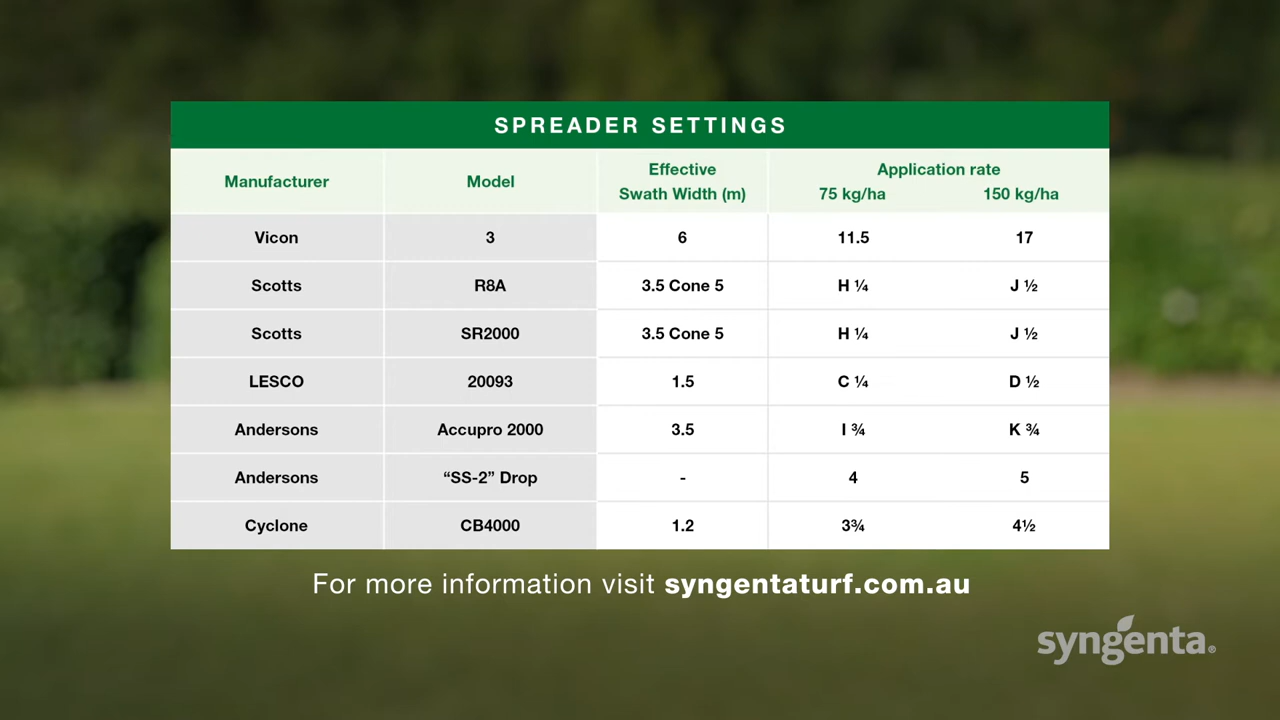 SPREADER SETTINGS
Manufacturer Model Effective Swath Width (m) Application rate 75 kg/ha 150 kg/ha
Vicon 3 6 11.5 17
Scotts R8A 3.5 Cone 5 H ¼ J ½
Scotts SR2000 3.5 Cone 5 H ¼ J ½
LESCO 20093 1.5 C ¼ D ½
Andersons Accupro 2000 3.5 I ¾ K ¾
Andersons “SS-2” Drop - 4 5
Cyclone CB4000 1.2 3¾ 4½
For more information visit syngentaturf.com.au
syngenta®